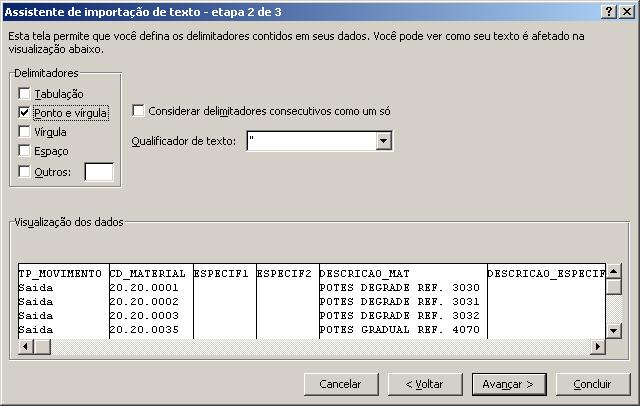 Assistente de importação de texto - etapa 2 de 3
Esta tela permite que você defina os delimitadores contidos em seus dados. Você pode ver como seu texto é afetado na
visualização abaixo.
Delimitadores
Tabulação
Ponto e vírgula
Vírgula
Espaço
Outros:
Considerar delimitadores consecutivos como um só
Qualificador de texto: "
Visualização dos dados
TP_MOVIMENTO CD_MATERIAL ESPECIF1 ESPECIF2 DESCRICAO_MAT DESCRICAO_ESPECIF
Saida 20.20.0001 POTES DEGRADE REF. 3030
Saida 20.20.0002 POTES DEGRADE REF. 3031
Saida 20.20.0003 POTES DEGRADE REF. 3032
Saida 20.20.0035 POTES GRADUAL REF. 4070
Cancelar < Voltar Avançar > Concluir